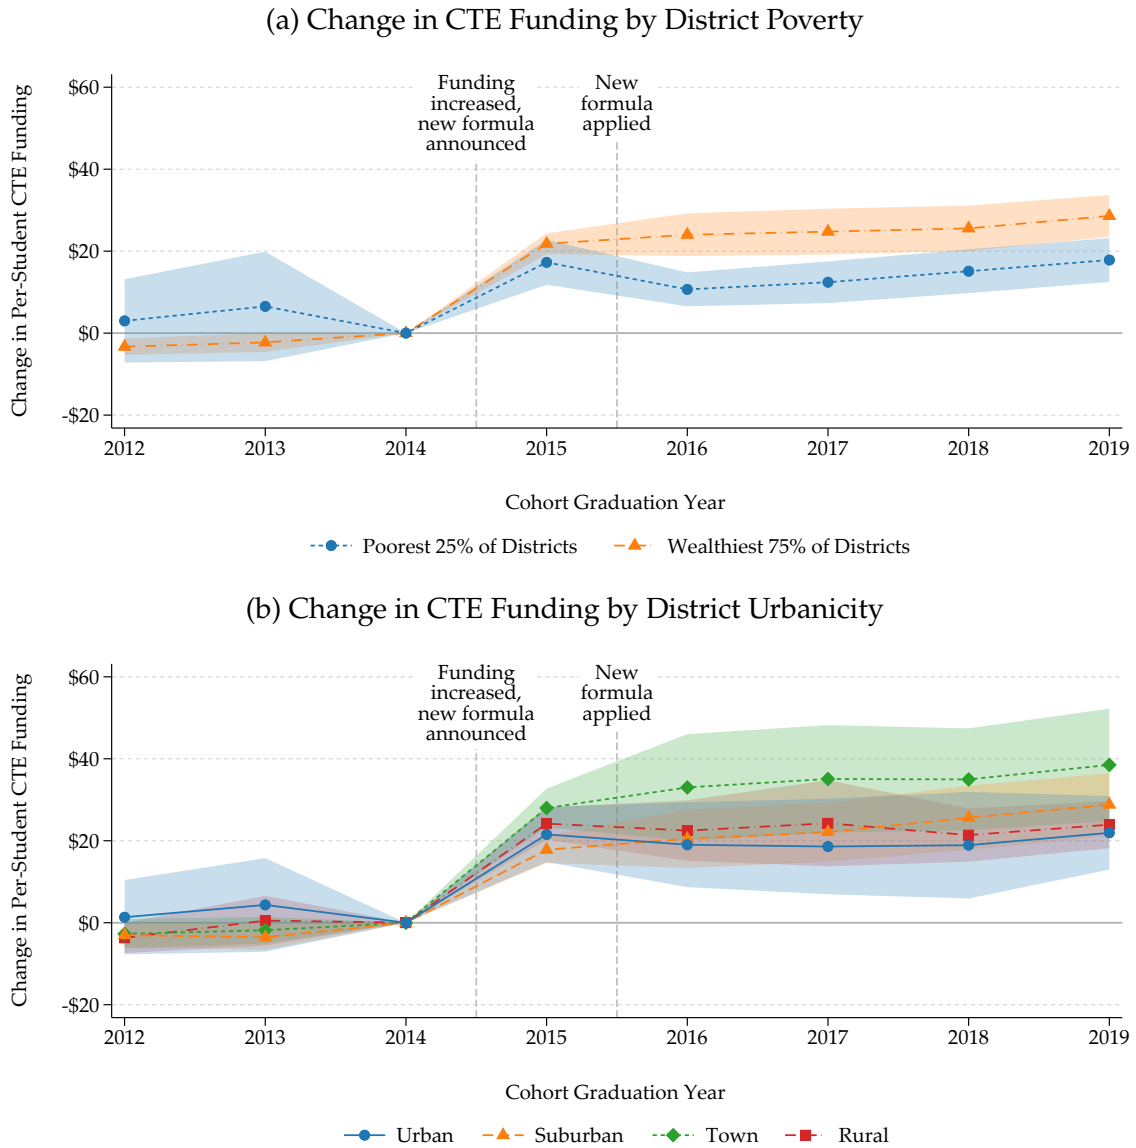 (a) Change in CTE Funding by District Poverty
Change in Per-Student CTE Funding
$60
$40
$20
$0
-$20
Funding
increased,
new formula
announced
New
formula
applied
2012 2013 2014 2015 2016 2017 2018 2019
Cohort Graduation Year
Poorest 25% of Districts Wealthiest 75% of Districts
(b) Change in CTE Funding by District Urbanicity
Change in Per-Student CTE Funding
$60
$40
$20
$0
-$20
Funding
increased,
new formula
announced
New
formula
applied
2012 2013 2014 2015 2016 2017 2018 2019
Cohort Graduation Year
Urban Suburban Town Rural